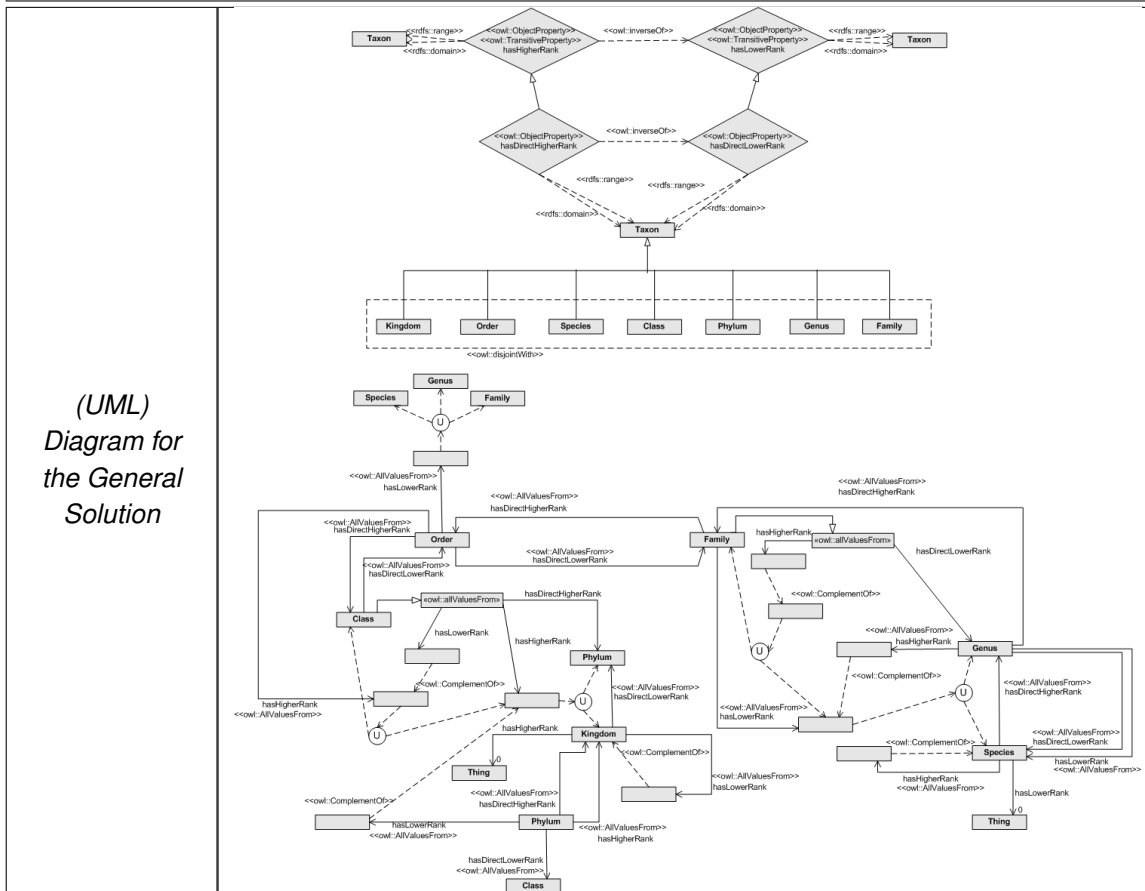 (UML)
Diagram for
the General
Solution
<<rdfs::range>>
Taxon
<<rdfs::domain>>
<<owl::ObjectProperty>>
<<owl::TransitiveProperty>>
hasHigherRank
<<owl::inverseOf>>
<<owl::ObjectProperty>>
<<owl::TransitiveProperty>>
hasLowerRank
<<rdfs::range>>
Taxon
<<rdfs::domain>>
<<owl::ObjectProperty>>
hasDirectHigherRank
<<owl::inverseOf>>
<<owl::ObjectProperty>>
hasDirectLowerRank
<<rdfs::range>>
<<rdfs::range>>
<<rdfs::domain>>
<<rdfs::domain>>
Taxon
Kingdom
Order
Species
Class
Phylum
Genus
Family
<<owl::disjointWith>>
Genus
Species
Family
U
<<owl::AllValuesFrom>>
hasLowerRank
<<owl::AllValuesFrom>>
hasDirectHigherRank
<<owl::AllValuesFrom>>
hasDirectHigherRank
<<owl::AllValuesFrom>>
hasDirectHigherRank
Order
Family
hasHigherRank
«owl::allValuesFrom»
<<owl::AllValuesFrom>>
hasDirectLowerRank
<<owl::AllValuesFrom>>
hasDirectLowerRank
hasDirectLowerRank
<<owl::ComplementOf>>
«owl::allValuesFrom»
hasDirectHigherRank
Class
hasLowerRank
hasHigherRank
Phylum
U
<<owl::AllValuesFrom>>
hasHigherRank
Genus
<<owl::ComplementOf>>
<<owl::AllValuesFrom>>
hasDirectLowerRank
<<owl::ComplementOf>>
<<owl::AllValuesFrom>>
hasDirectHigherRank
hasHigherRank
<<owl::AllValuesFrom>>
U
U
U
<<owl::AllValuesFrom>>
hasLowerRank
hasHigherRank
Kingdom
<<owl::ComplementOf>>
<<owl::ComplementOf>>
Species
<<owl::AllValuesFrom>>
hasDirectLowerRank
hasLowerRank
<<owl::AllValuesFrom>>
Thing
0
<<owl::AllValuesFrom>>
hasLowerRank
hasHigherRank
<<owl::AllValuesFrom>>
hasLowerRank
<<owl::ComplementOf>>
<<owl::AllValuesFrom>>
hasDirectHigherRank
Thing
0
hasLowerRank
<<owl::AllValuesFrom>>
Phylum
<<owl::AllValuesFrom>>
hasHigherRank
hasDirectLowerRank
<<owl::AllValuesFrom>>
Class